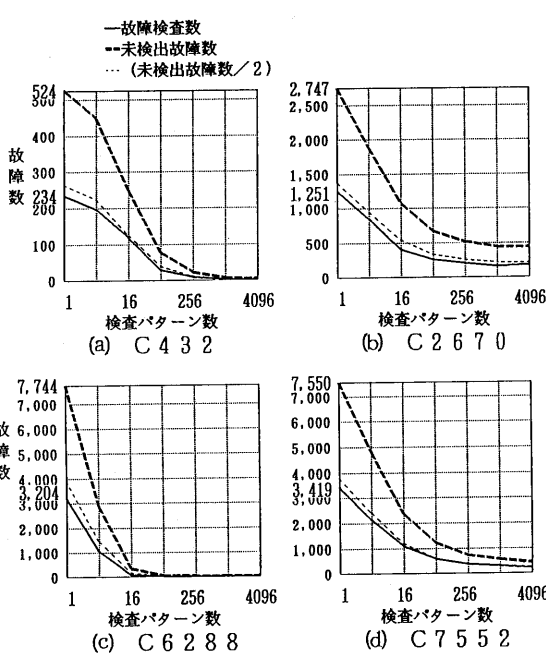 —故障検査数
---未検出故障数
… (未検出故障数／2)
故障数
524
500
400
300
234
200
100
0
1 16 256 4096
検査パターン数
(a) C432
2,747
2,500
2,000
1,500
1,251
1,000
500
0
1 16 256 4096
検査パターン数
(b) C2670
故障数
7,744
7,000
6,000
5,000
4,000
3,204
3,000
2,000
1,000
0
1 16 256 4096
検査パターン数
(c) C6288
7,550
7,000
6,000
5,000
4,000
3,419
3,000
2,000
1,000
0
1 16 256 4096
検査パターン数
(d) C7552